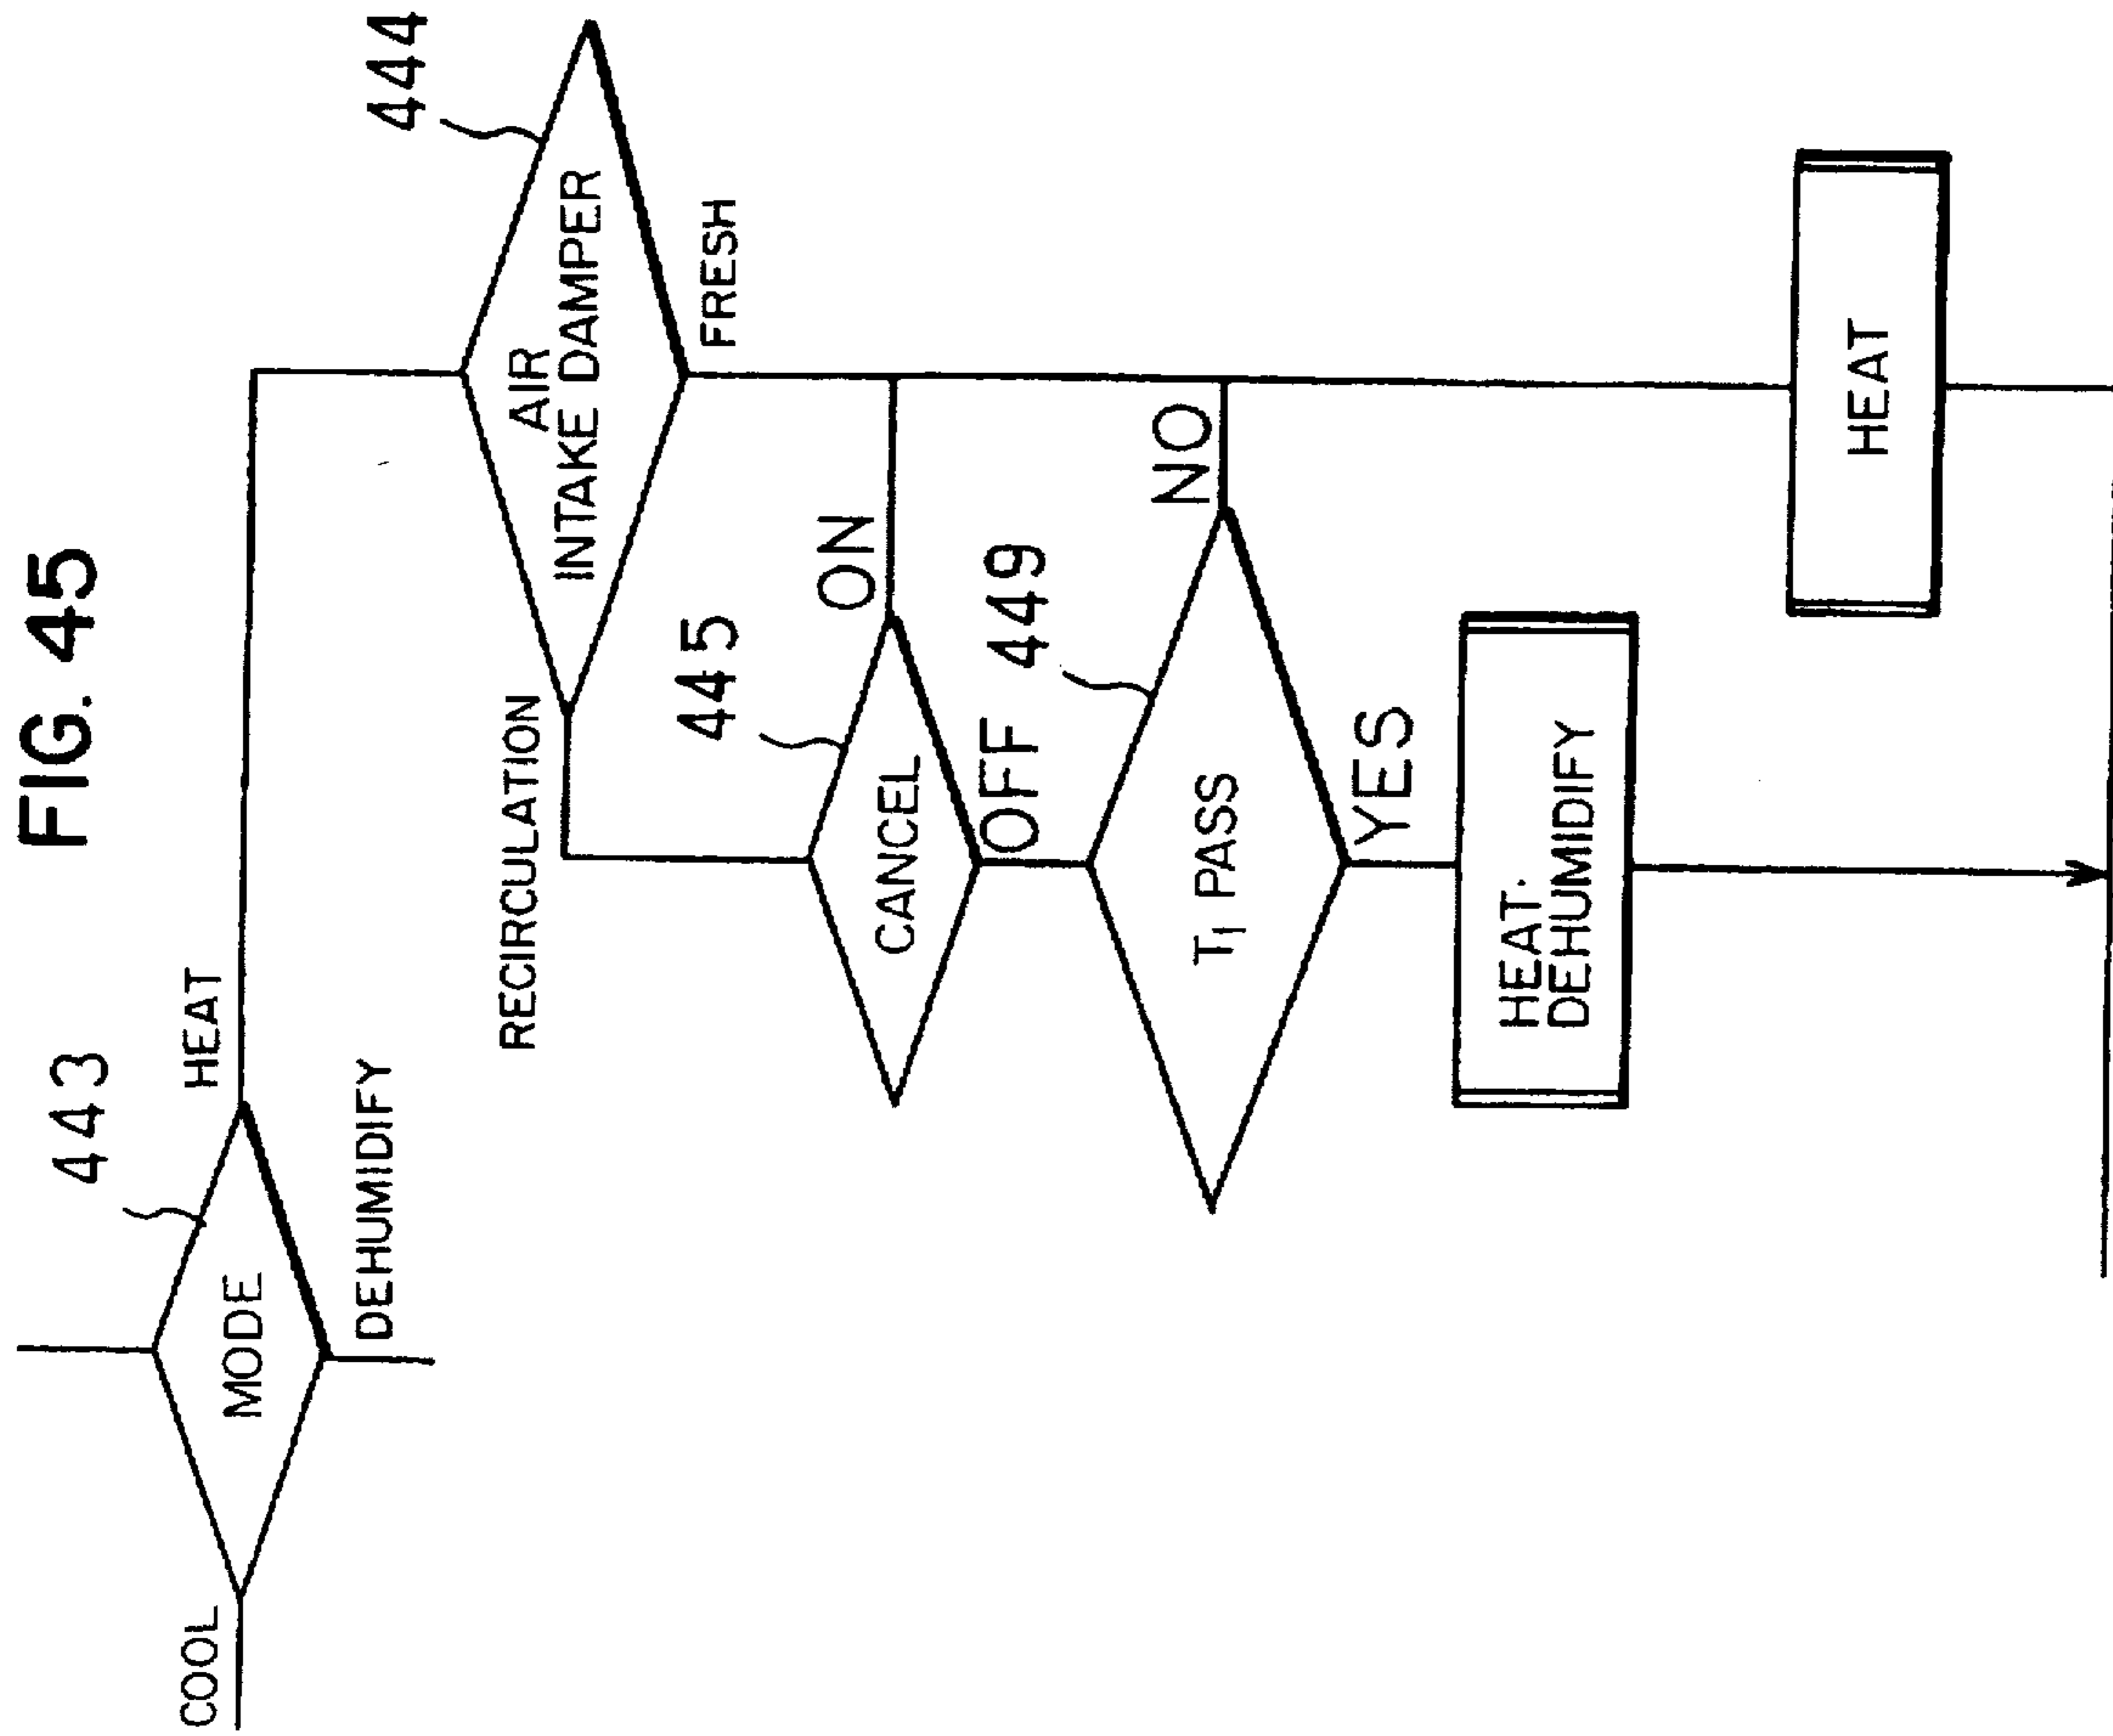 FIG. 45
443
COOL
MODE
HEAT
DEHUMIDIFY
444
AIR
INTAKE DAMPER
RECIRCULATION
FRESH
445
CANCEL
ON
OFF
449
T1 PASS
NO
YES
HEAT·
DEHUMIDIFY
HEAT